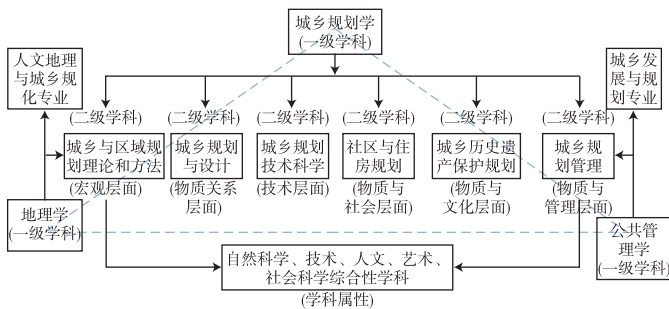 城乡规划学
(一级学科)
人文地理
与城乡规
化专业
城乡发
展与规
划专业
(二级学科)
(二级学科)
(二级学科)
(二级学科)
(二级学科)
(二级学科)
城乡与区域规
划理论和方法
(宏观层面)
城乡规划
与设计
(物质关系
层面)
城乡规划
技术科学
(技术层面)
社区与住
房规划
(物质与
社会层面)
城乡历史遗
产保护规划
(物质与
文化层面)
城乡规
划管理
(物质与
管理层面)
地理学
(一级学科)
公共管
理学
(一级学科)
自然科学、技术、人文、艺术、
社会科学综合性学科
(学科属性)